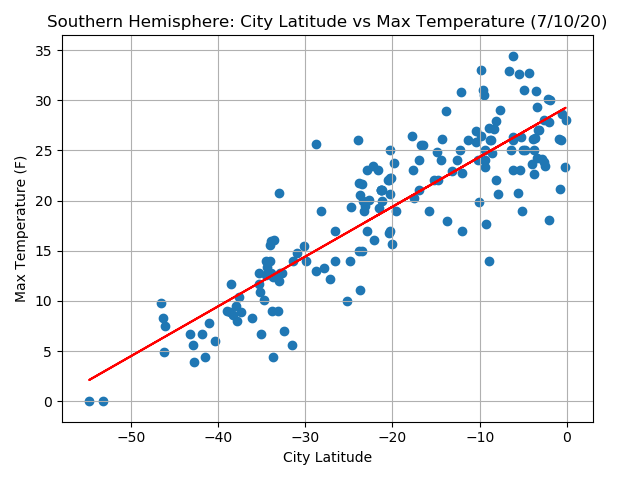 Southern Hemisphere: City Latitude vs Max Temperature (7/10/20)
Max Temperature (F)
35
30
25
20
15
10
5
0
−50 −40 −30 −20 −10 0
City Latitude